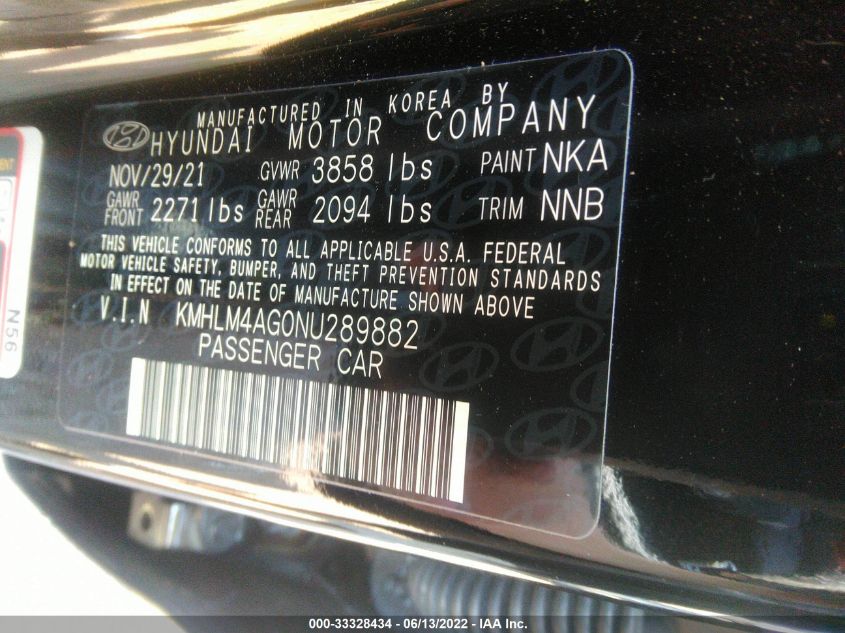 MANUFACTURED IN KOREA BY
HYUNDAI MOTOR COMPANY
NOV/29/21 GVWR 3858 lbs PAINT NKA
GAWR FRONT 2271 lbs GAWR REAR 2094 lbs TRIM NNB
THIS VEHICLE CONFORMS TO ALL APPLICABLE U.S.A. FEDERAL
MOTOR VEHICLE SAFETY, BUMPER, AND THEFT PREVENTION STANDARDS
IN EFFECT ON THE DATE OF MANUFACTURE SHOWN ABOVE
V.I.N KMHLM4AG0NU289882
PASSENGER CAR
N56
000-33328434 - 06/13/2022 - IAAI.com